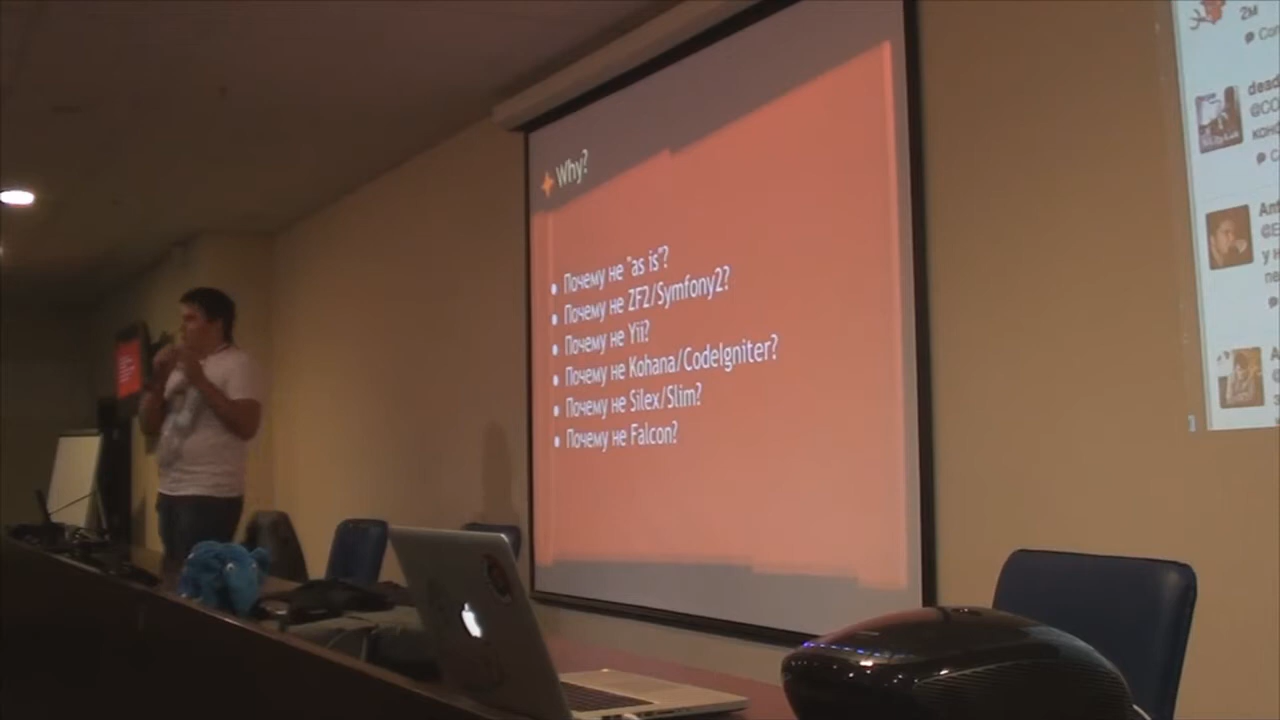 Why?
Почему не "as is"?
Почему не ZF2/Symfony2?
Почему не Yii?
Почему не Kohana/CodeIgniter?
Почему не Silex/Slim?
Почему не Falcon?
2м